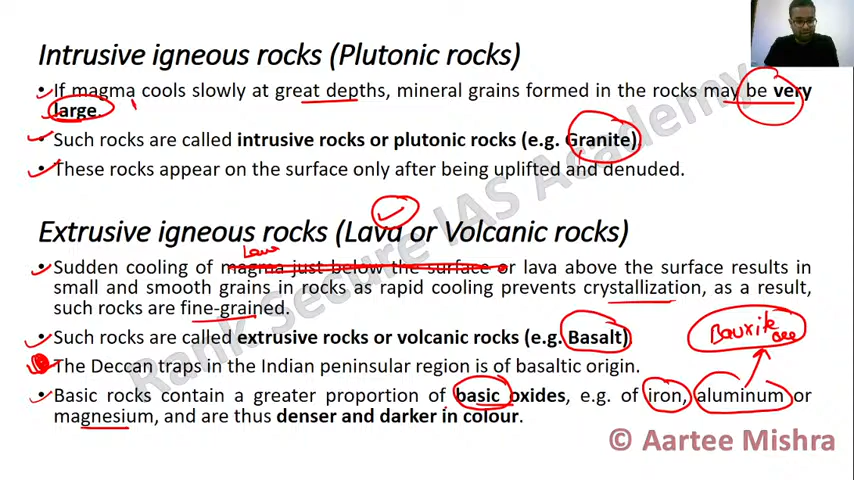 Intrusive igneous rocks (Plutonic rocks)
• If magma cools slowly at great depths, mineral grains formed in the rocks may be very
large.
• Such rocks are called intrusive rocks or plutonic rocks (e.g. Granite).
• These rocks appear on the surface only after being uplifted and denuded.
Extrusive igneous rocks (Lava or Volcanic rocks)
Lava
• Sudden cooling of magma just below the surface or lava above the surface results in
small and smooth grains in rocks as rapid cooling prevents crystallization, as a result,
such rocks are fine-grained.
• Such rocks are called extrusive rocks or volcanic rocks (e.g. Basalt).
Bauxite ore
• The Deccan traps in the Indian peninsular region is of basaltic origin.
• Basic rocks contain a greater proportion of basic oxides, e.g. of iron, aluminum or
magnesium, and are thus denser and darker in colour.
Rank Secure IAS Academy
© Aartee Mishra